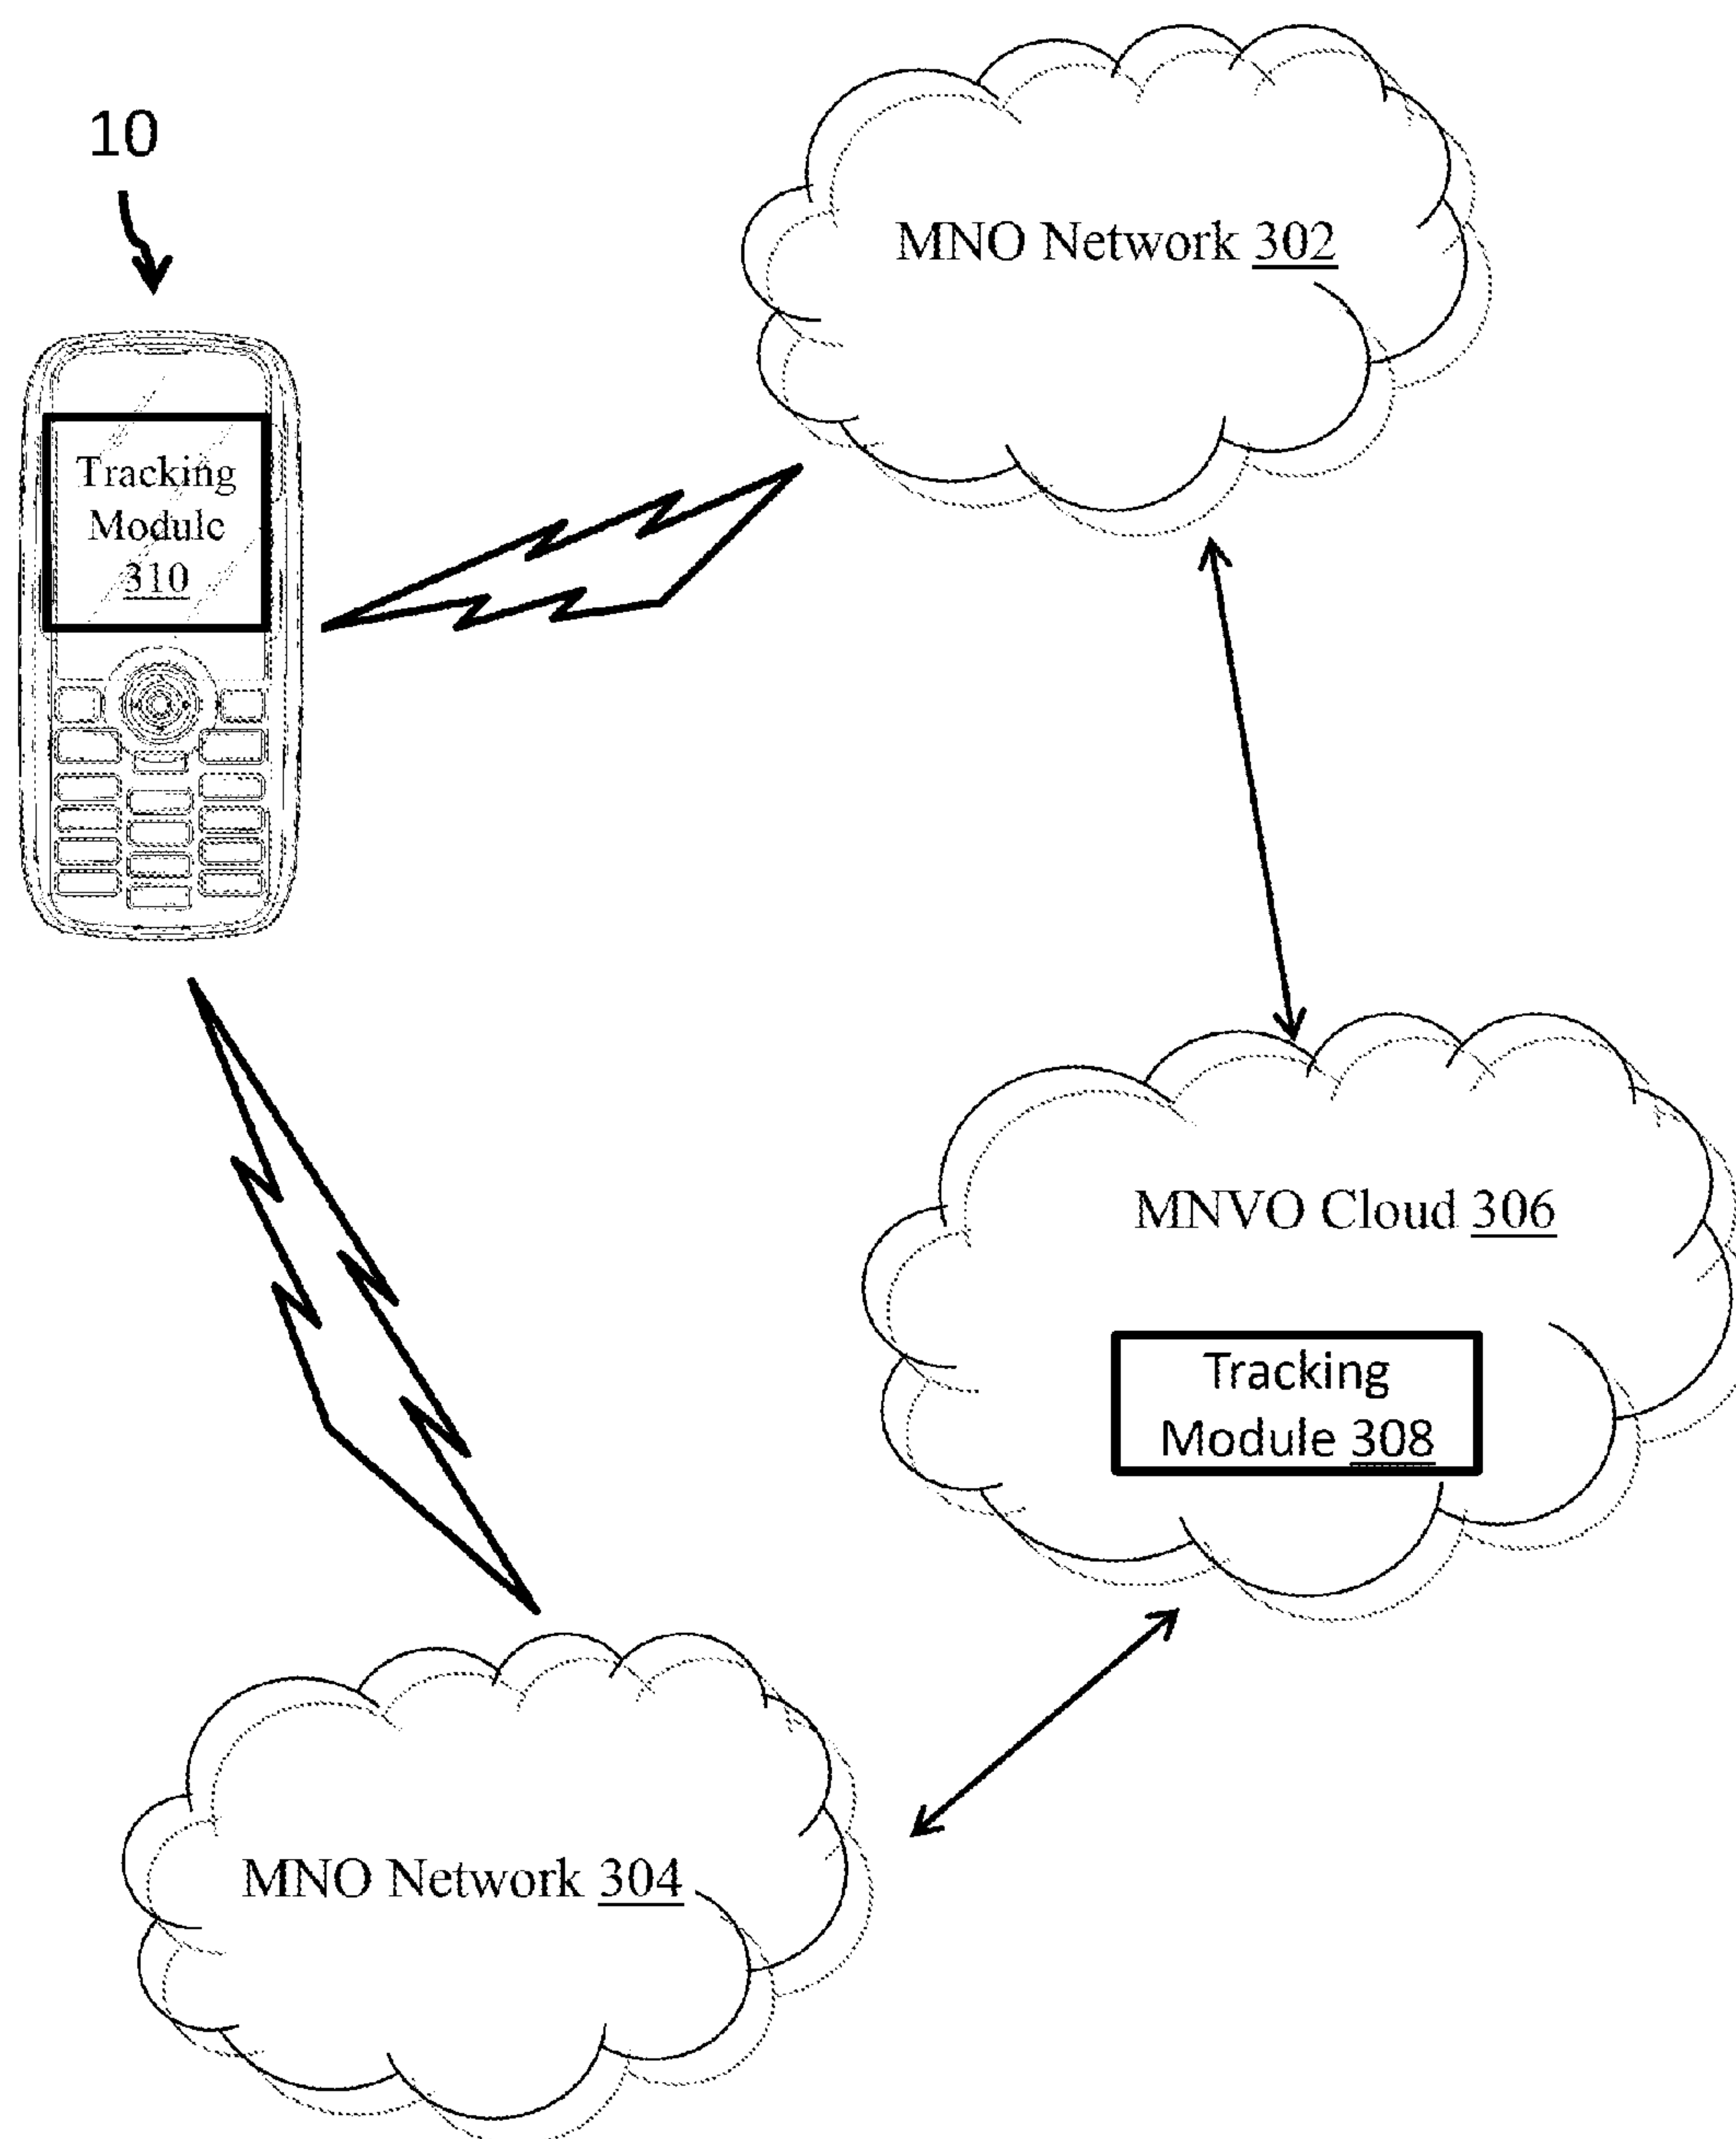 10
MNO Network 302
Tracking
Module
310
MNVO Cloud 306
Tracking
Module 308
MNO Network 304